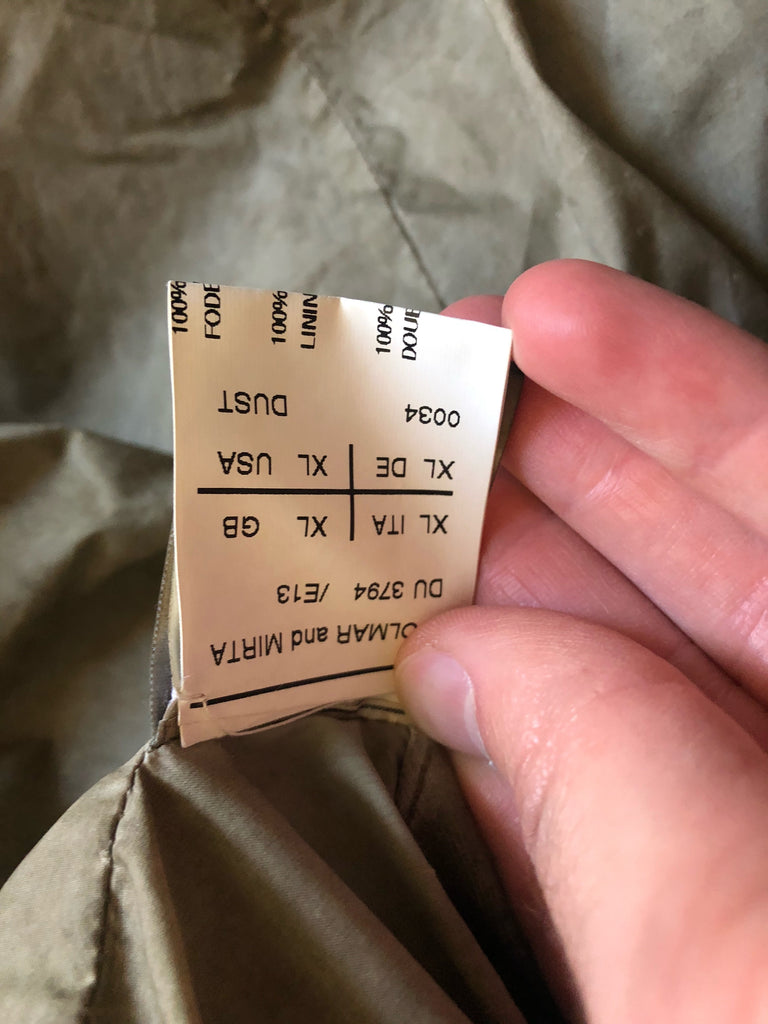 OLMAR and MIRTA
DU 3794 /E13
XL ITA XL GB
XL DE XL USA
0034 DUST
100%
FODE
100%
LININ
100%
DOUB